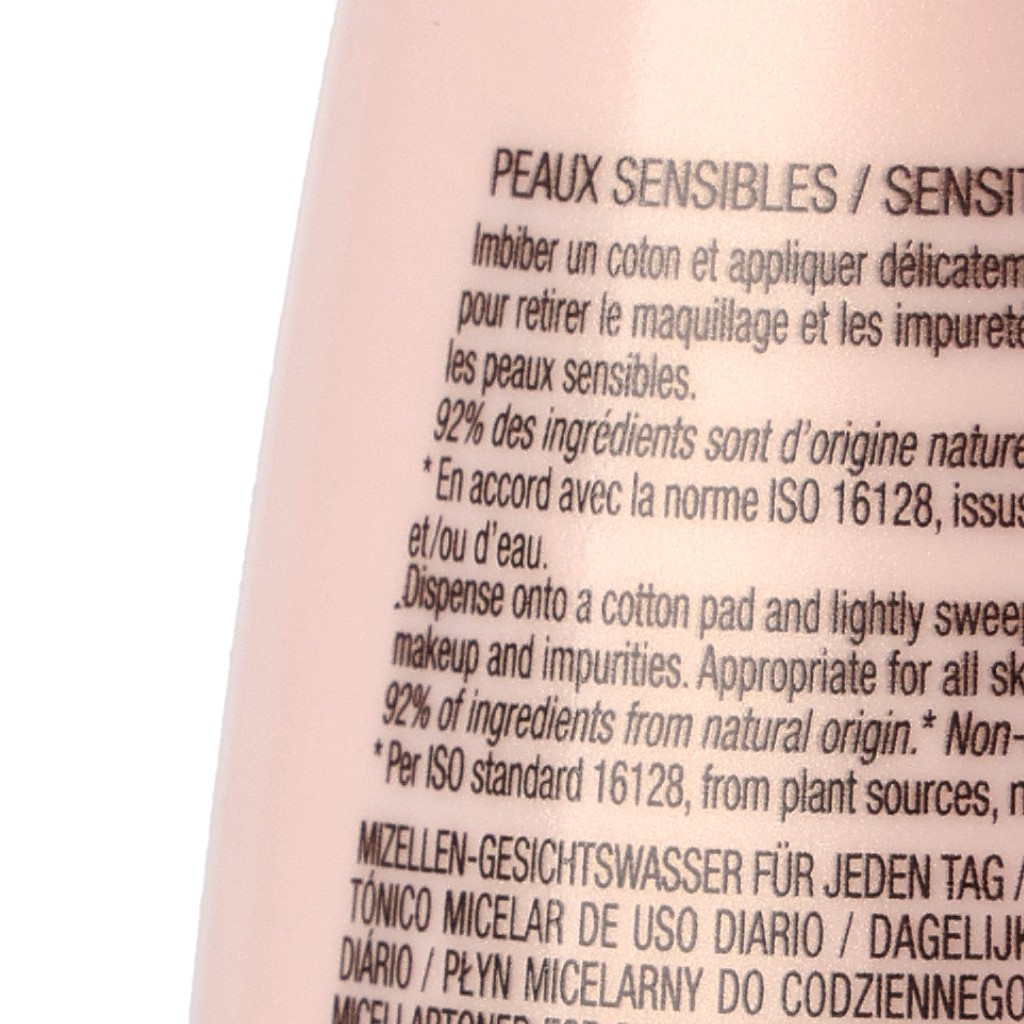 PEAUX SENSIBLES / SENSIT
Imbiber un coton et appliquer délicatem
pour retirer le maquillage et les impureté
les peaux sensibles.
92% des ingrédients sont d'origine nature
* En accord avec la norme ISO 16128, issus
et/ou d'eau.
.Dispense onto a cotton pad and lightly sweep
makeup and impurities. Appropriate for all sk
92% of ingredients from natural origin.* Non-
* Per ISO standard 16128, from plant sources,
MIZELLEN-GESICHTSWASSER FÜR JEDEN TAG /
TÓNICO MICELAR DE USO DIARIO / DAGELIJK
DIÁRIO / PŁYN MICELARNY DO CODZIENNEGO